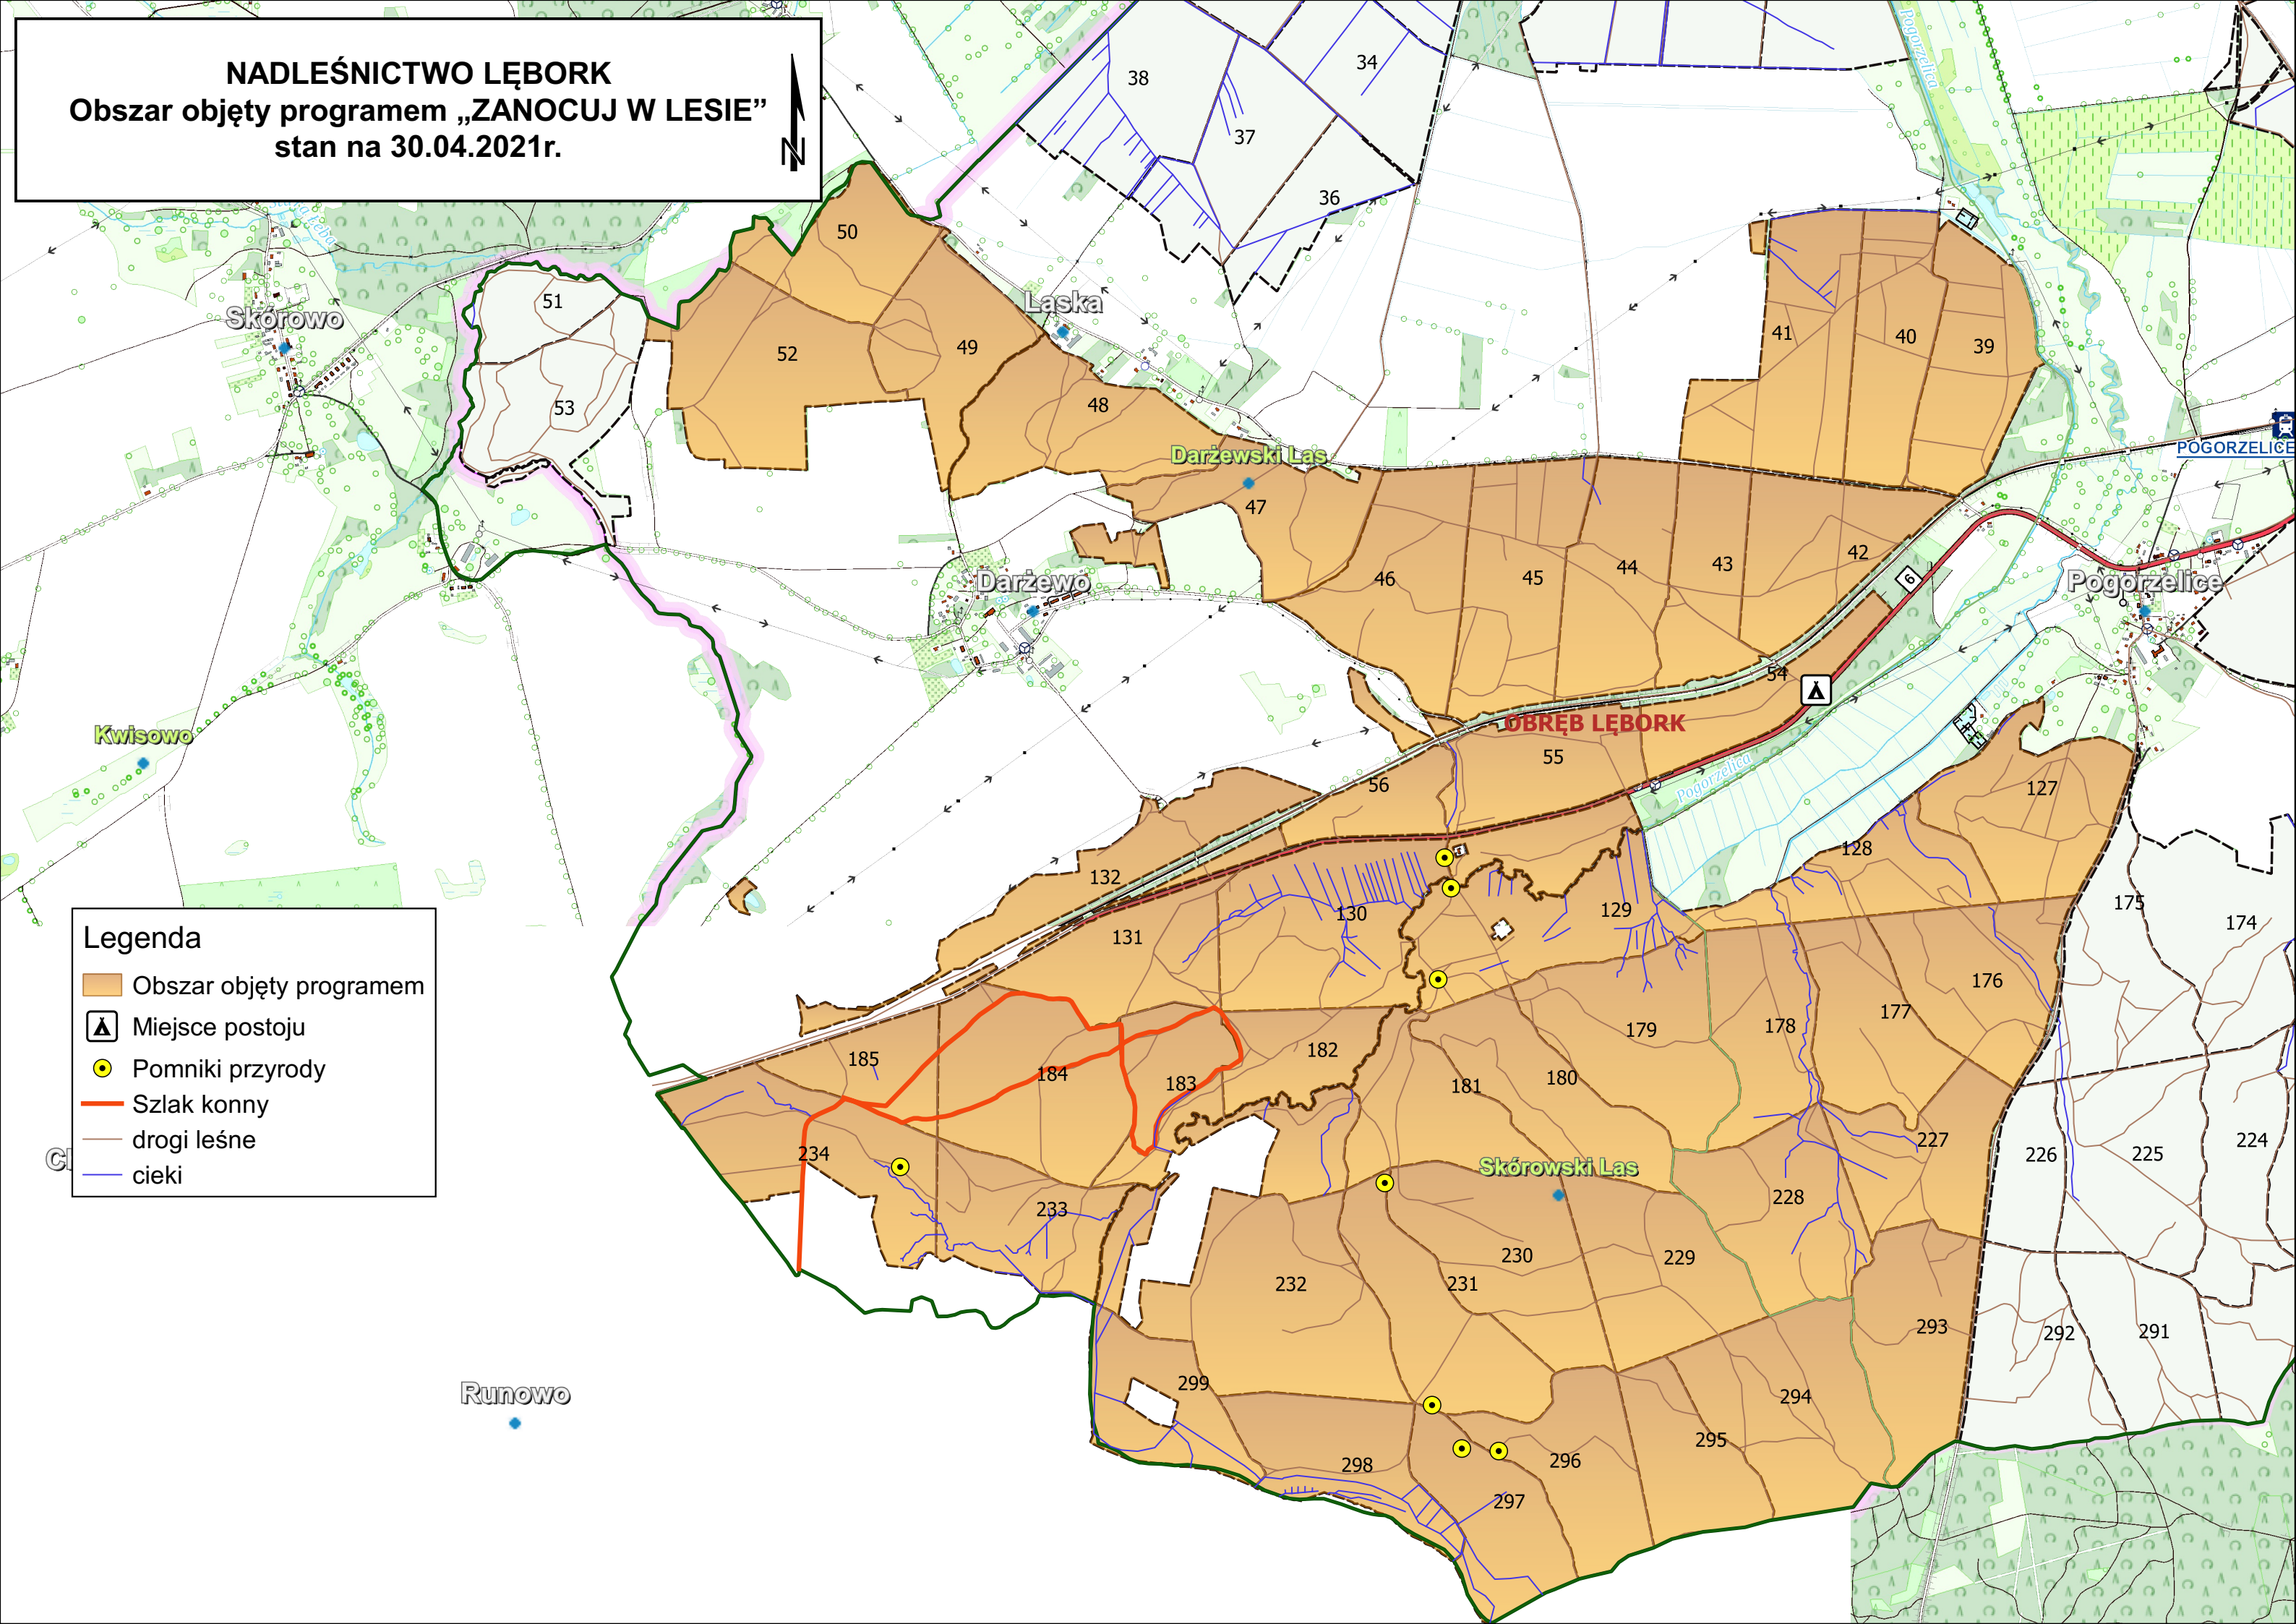 NADLEŚNICTWO LĘBORK
Obszar objęty programem „ZANOCUJ W LESIE”
stan na 30.04.2021r.
N
Pogorzelica
38
34
37
36
50
51
Skórowo
Łaska
41
40
39
52
49
53
48
POGORZELICE
Darżewski Las
47
42
46
45
44
43
6
Darżewo
Pogorzelice
54
OBRĘB LĘBORK
Kwisowo
55
Pogorzelica
56
127
128
132
130
129
175
174
131
176
177
179
178
182
185
184
183
181
180
234
227
226
225
224
Skórowski Las
228
233
230
229
232
231
293
292
291
299
294
Runowo
295
298
296
297
Legenda
Obszar objęty programem
Miejsce postoju
Pomniki przyrody
Szlak konny
drogi leśne
cieki